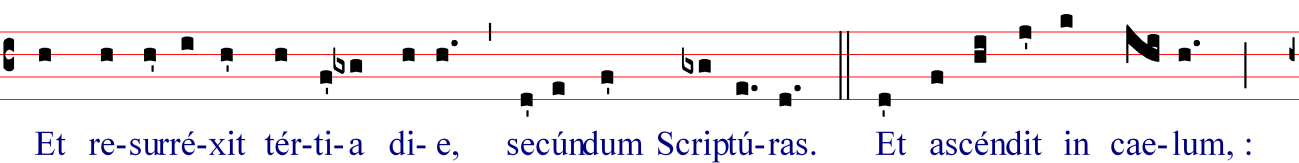 Et re-surré-xit tér-ti-a di- e, secúndum Scriptú-ras. Et ascéndit in cae-lum, :